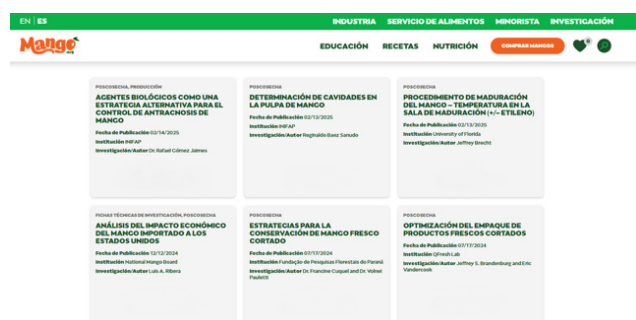 EN | ES
INDUSTRIA SERVICIO DE ALIMENTOS MINORISTA INVESTIGACIÓN
Mango.org
EDUCACIÓN RECETAS NUTRICIÓN COMPRAR MANGOS 0
POSCOSECHA, PRODUCCIÓN
AGENTES BIOLÓGICOS COMO UNA
ESTRATEGIA ALTERNATIVA PARA EL
CONTROL DE ANTRACNOSIS DE
MANGO
Fecha de Publicación 02/14/2025
Institución INIFAP
Investigación/Autor Dr. Rafael Gómez Jaimes
POSCOSECHA
DETERMINACIÓN DE CAVIDADES EN
LA PULPA DE MANGO
Fecha de Publicación 02/13/2025
Institución INIFAP
Investigación/Autor Reginaldo Baez Sanudo
POSCOSECHA
PROCEDIMIENTO DE MADURACIÓN
DEL MANGO – TEMPERATURA EN LA
SALA DE MADURACIÓN (+/– ETILENO)
Fecha de Publicación 02/13/2025
Institución University of Florida
Investigación/Autor Jeffrey Brecht
FICHAS TÉCNICAS DE INVESTIGACIÓN, POSCOSECHA
ANÁLISIS DEL IMPACTO ECONÓMICO
DEL MANGO IMPORTADO A LOS
ESTADOS UNIDOS
Fecha de Publicación 12/12/2024
Institución National Mango Board
Investigación/Autor Luis A. Ribera
POSCOSECHA
ESTRATEGIAS PARA LA
CONSERVACIÓN DE MANGO FRESCO
CORTADO
Fecha de Publicación 07/17/2024
Institución Fundação de Pesquisas Florestais do Paraná
Investigación/Autor Dr. Francine Cuquel and Dr. Volnei
Pauletti
POSCOSECHA
OPTIMIZACIÓN DEL EMPAQUE DE
PRODUCTOS FRESCOS CORTADOS
Fecha de Publicación 07/17/2024
Institución QFresh Lab
Investigación/Autor Jeffrey S. Brandenburg and Eric
Vandercook